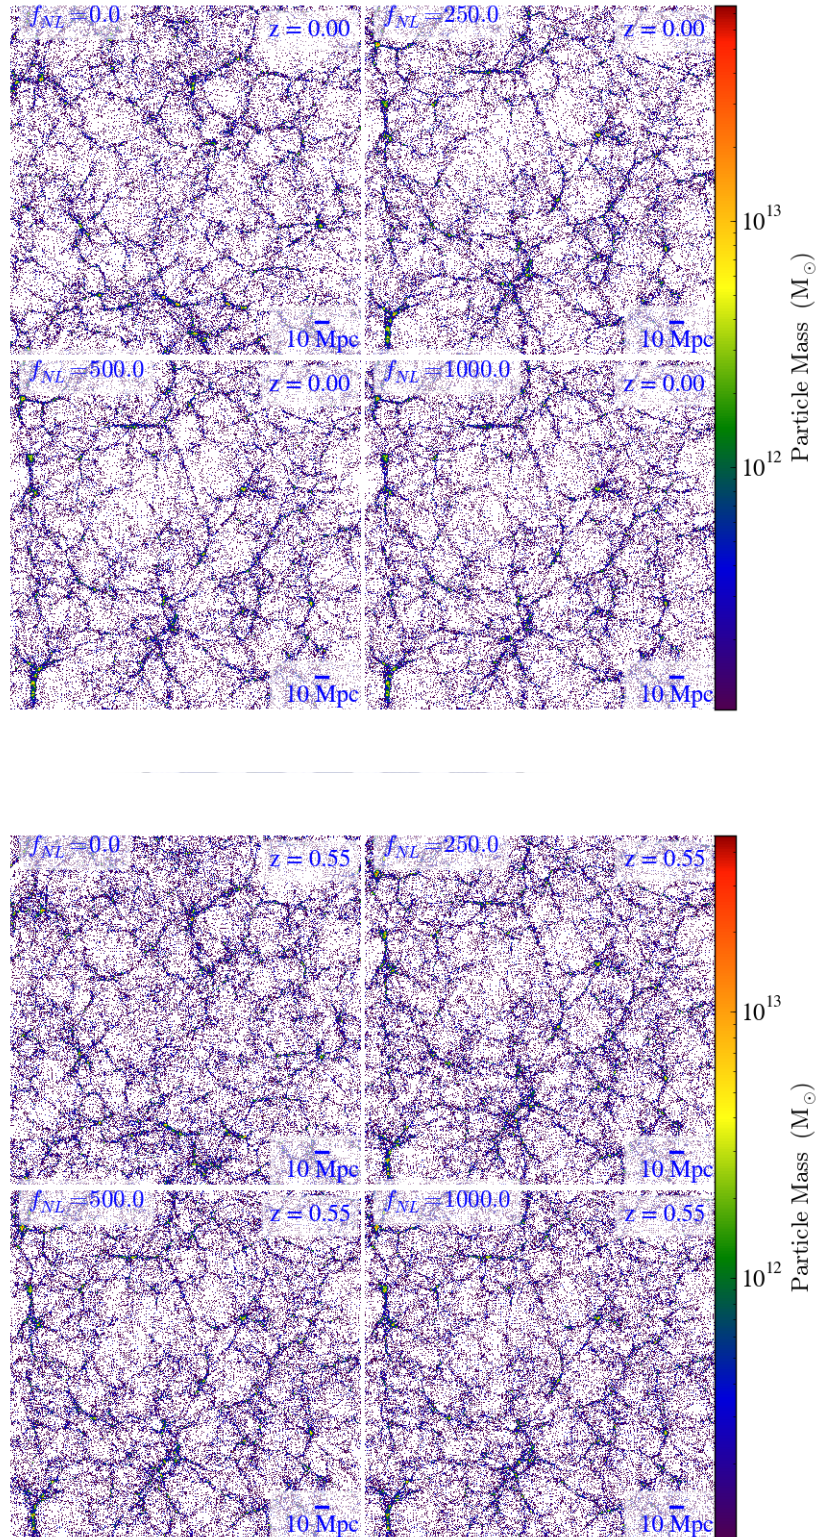 f_NL=0.0
z = 0.00
10 Mpc
f_NL=250.0
z = 0.00
10 Mpc
f_NL=500.0
z = 0.00
10 Mpc
f_NL=1000.0
z = 0.00
10 Mpc
10^13
10^12
Particle Mass (M_⊙)
f_NL=0.0
z = 0.55
10 Mpc
f_NL=250.0
z = 0.55
10 Mpc
f_NL=500.0
z = 0.55
10 Mpc
f_NL=1000.0
z = 0.55
10 Mpc
10^13
10^12
Particle Mass (M_⊙)